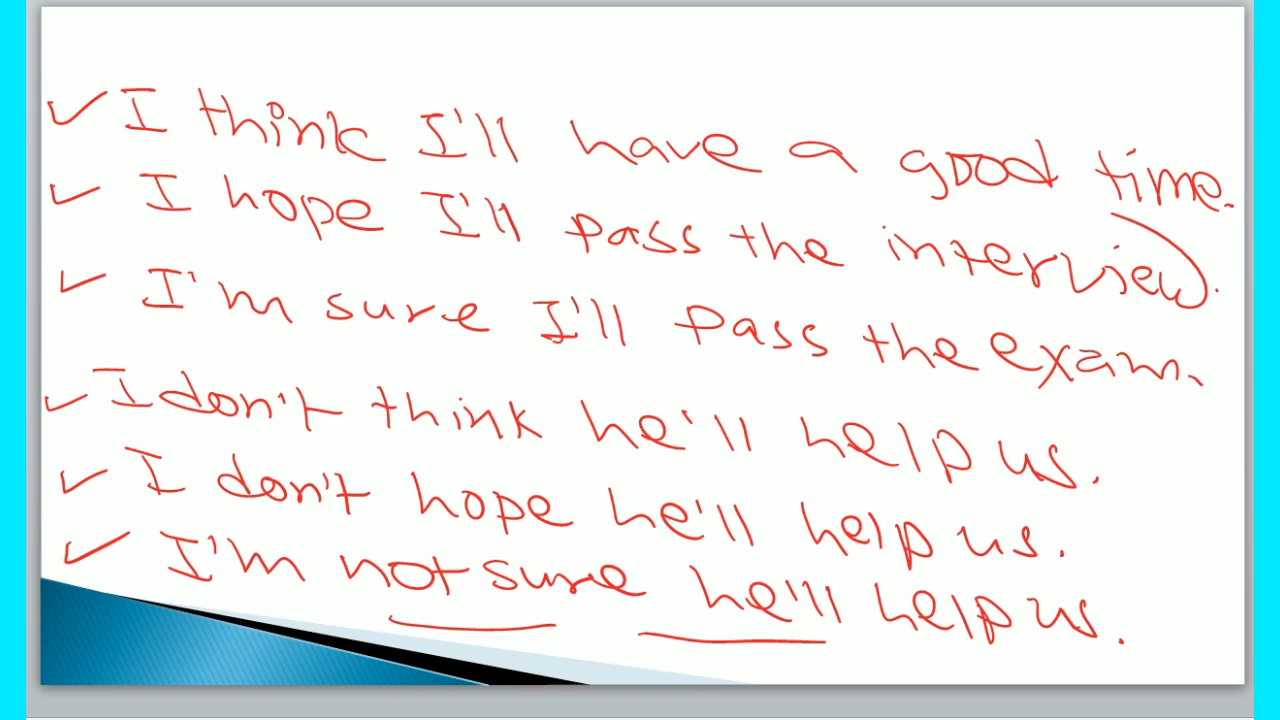 I think I'll have a good time.
I hope I'll pass the interview.
I'm sure I'll pass the exam.
I don't think he'll help us.
I don't hope he'll help us.
I'm not sure he'll help us.